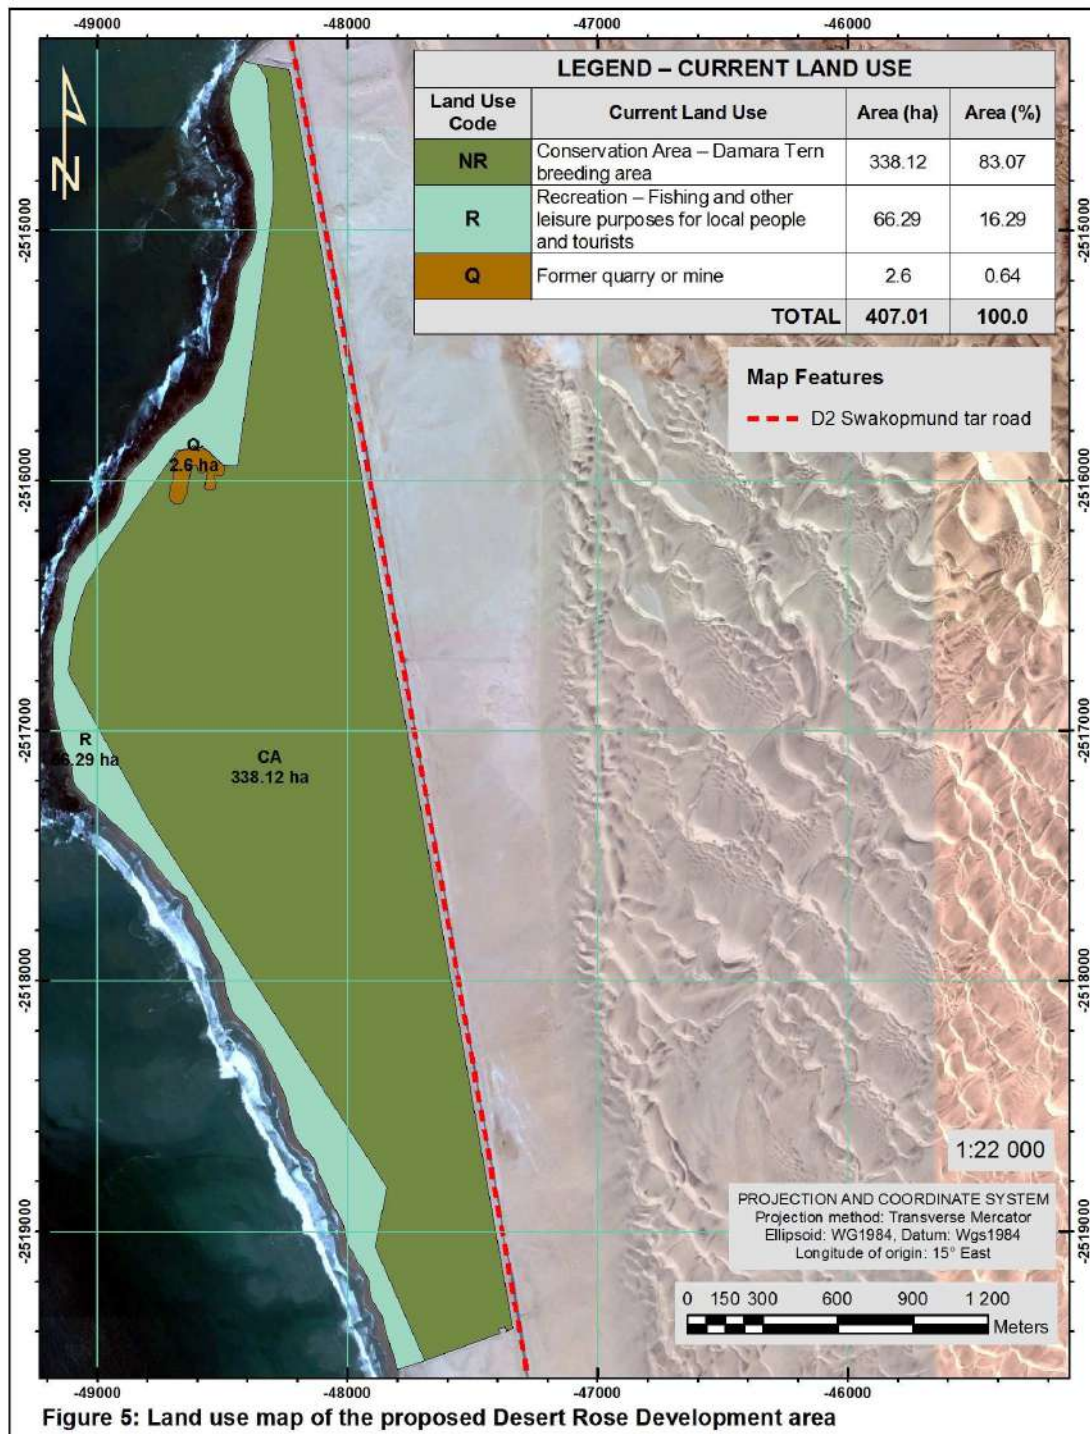 -49000 -48000 -47000 -46000
LEGEND – CURRENT LAND USE
Land Use Code Current Land Use Area (ha) Area (%)
NR Conservation Area – Damara Tern breeding area 338.12 83.07
R Recreation – Fishing and other leisure purposes for local people and tourists 66.29 16.29
Q Former quarry or mine 2.6 0.64
TOTAL 407.01 100.0
Map Features
D2 Swakopmund tar road
N
-2515000 -2515000
Q
2.6 ha
-2516000 -2516000
-2517000 -2517000
R
66.29 ha
CA
338.12 ha
-2518000 -2518000
1:22 000
PROJECTION AND COORDINATE SYSTEM
Projection method: Transverse Mercator
Ellipsoid: WG1984, Datum: Wgs1984
Longitude of origin: 15° East
-2519000 -2519000
0 150 300 600 900 1 200
Meters
-49000 -48000 -47000 -46000
Figure 5: Land use map of the proposed Desert Rose Development area